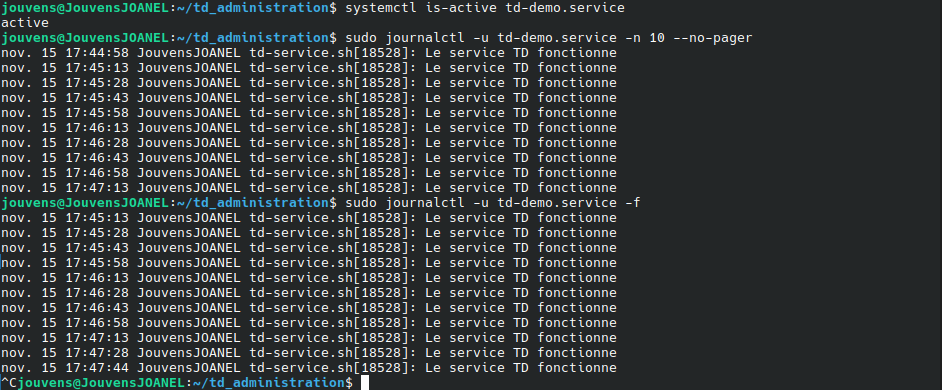 jouvens@JouvensJOANEL:~/td_administration$ systemctl is-active td-demo.service
active
jouvens@JouvensJOANEL:~/td_administration$ sudo journalctl -u td-demo.service -n 10 --no-pager
nov. 15 17:44:58 JouvensJOANEL td-service.sh[18528]: Le service TD fonctionne
nov. 15 17:45:13 JouvensJOANEL td-service.sh[18528]: Le service TD fonctionne
nov. 15 17:45:28 JouvensJOANEL td-service.sh[18528]: Le service TD fonctionne
nov. 15 17:45:43 JouvensJOANEL td-service.sh[18528]: Le service TD fonctionne
nov. 15 17:45:58 JouvensJOANEL td-service.sh[18528]: Le service TD fonctionne
nov. 15 17:46:13 JouvensJOANEL td-service.sh[18528]: Le service TD fonctionne
nov. 15 17:46:28 JouvensJOANEL td-service.sh[18528]: Le service TD fonctionne
nov. 15 17:46:43 JouvensJOANEL td-service.sh[18528]: Le service TD fonctionne
nov. 15 17:46:58 JouvensJOANEL td-service.sh[18528]: Le service TD fonctionne
nov. 15 17:47:13 JouvensJOANEL td-service.sh[18528]: Le service TD fonctionne
jouvens@JouvensJOANEL:~/td_administration$ sudo journalctl -u td-demo.service -f
nov. 15 17:45:13 JouvensJOANEL td-service.sh[18528]: Le service TD fonctionne
nov. 15 17:45:28 JouvensJOANEL td-service.sh[18528]: Le service TD fonctionne
nov. 15 17:45:43 JouvensJOANEL td-service.sh[18528]: Le service TD fonctionne
nov. 15 17:45:58 JouvensJOANEL td-service.sh[18528]: Le service TD fonctionne
nov. 15 17:46:13 JouvensJOANEL td-service.sh[18528]: Le service TD fonctionne
nov. 15 17:46:28 JouvensJOANEL td-service.sh[18528]: Le service TD fonctionne
nov. 15 17:46:43 JouvensJOANEL td-service.sh[18528]: Le service TD fonctionne
nov. 15 17:46:58 JouvensJOANEL td-service.sh[18528]: Le service TD fonctionne
nov. 15 17:47:13 JouvensJOANEL td-service.sh[18528]: Le service TD fonctionne
nov. 15 17:47:28 JouvensJOANEL td-service.sh[18528]: Le service TD fonctionne
nov. 15 17:47:44 JouvensJOANEL td-service.sh[18528]: Le service TD fonctionne
^Cjouvens@JouvensJOANEL:~/td_administration$